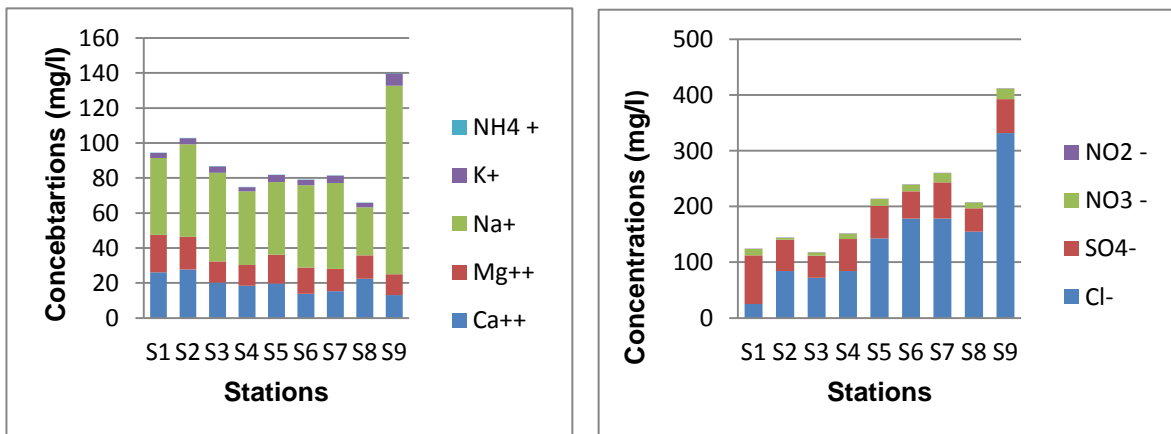 Concebtartions (mg/l)
160
140
120
100
80
60
40
20
0
S1 S2 S3 S4 S5 S6 S7 S8 S9
Stations
NH4 +
K+
Na+
Mg++
Ca++
Concentrations (mg/l)
500
400
300
200
100
0
S1 S2 S3 S4 S5 S6 S7 S8 S9
Stations
NO2 -
NO3 -
SO4-
Cl-